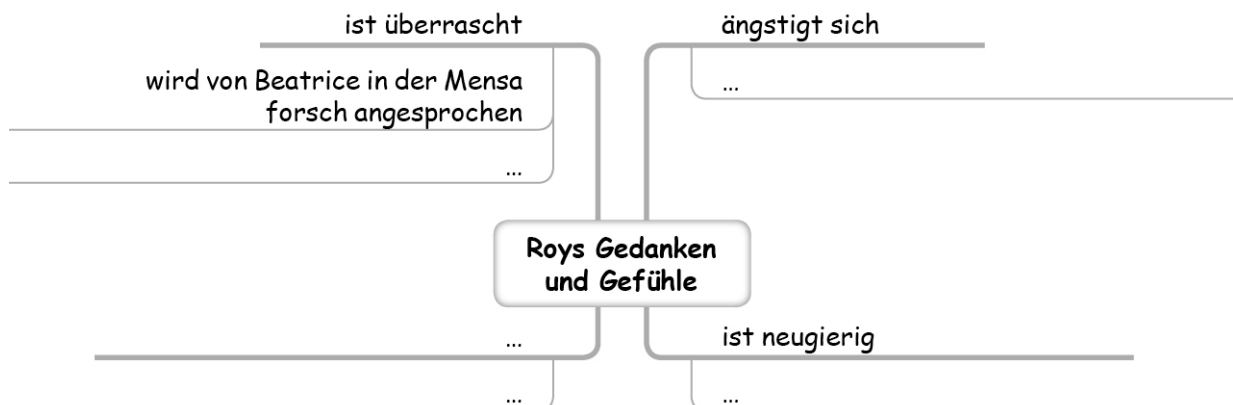 ist überrascht
wird von Beatrice in der Mensa
forsch angesprochen
...
ängstigt sich
...
Roys Gedanken
und Gefühle
...
...
ist neugierig
...